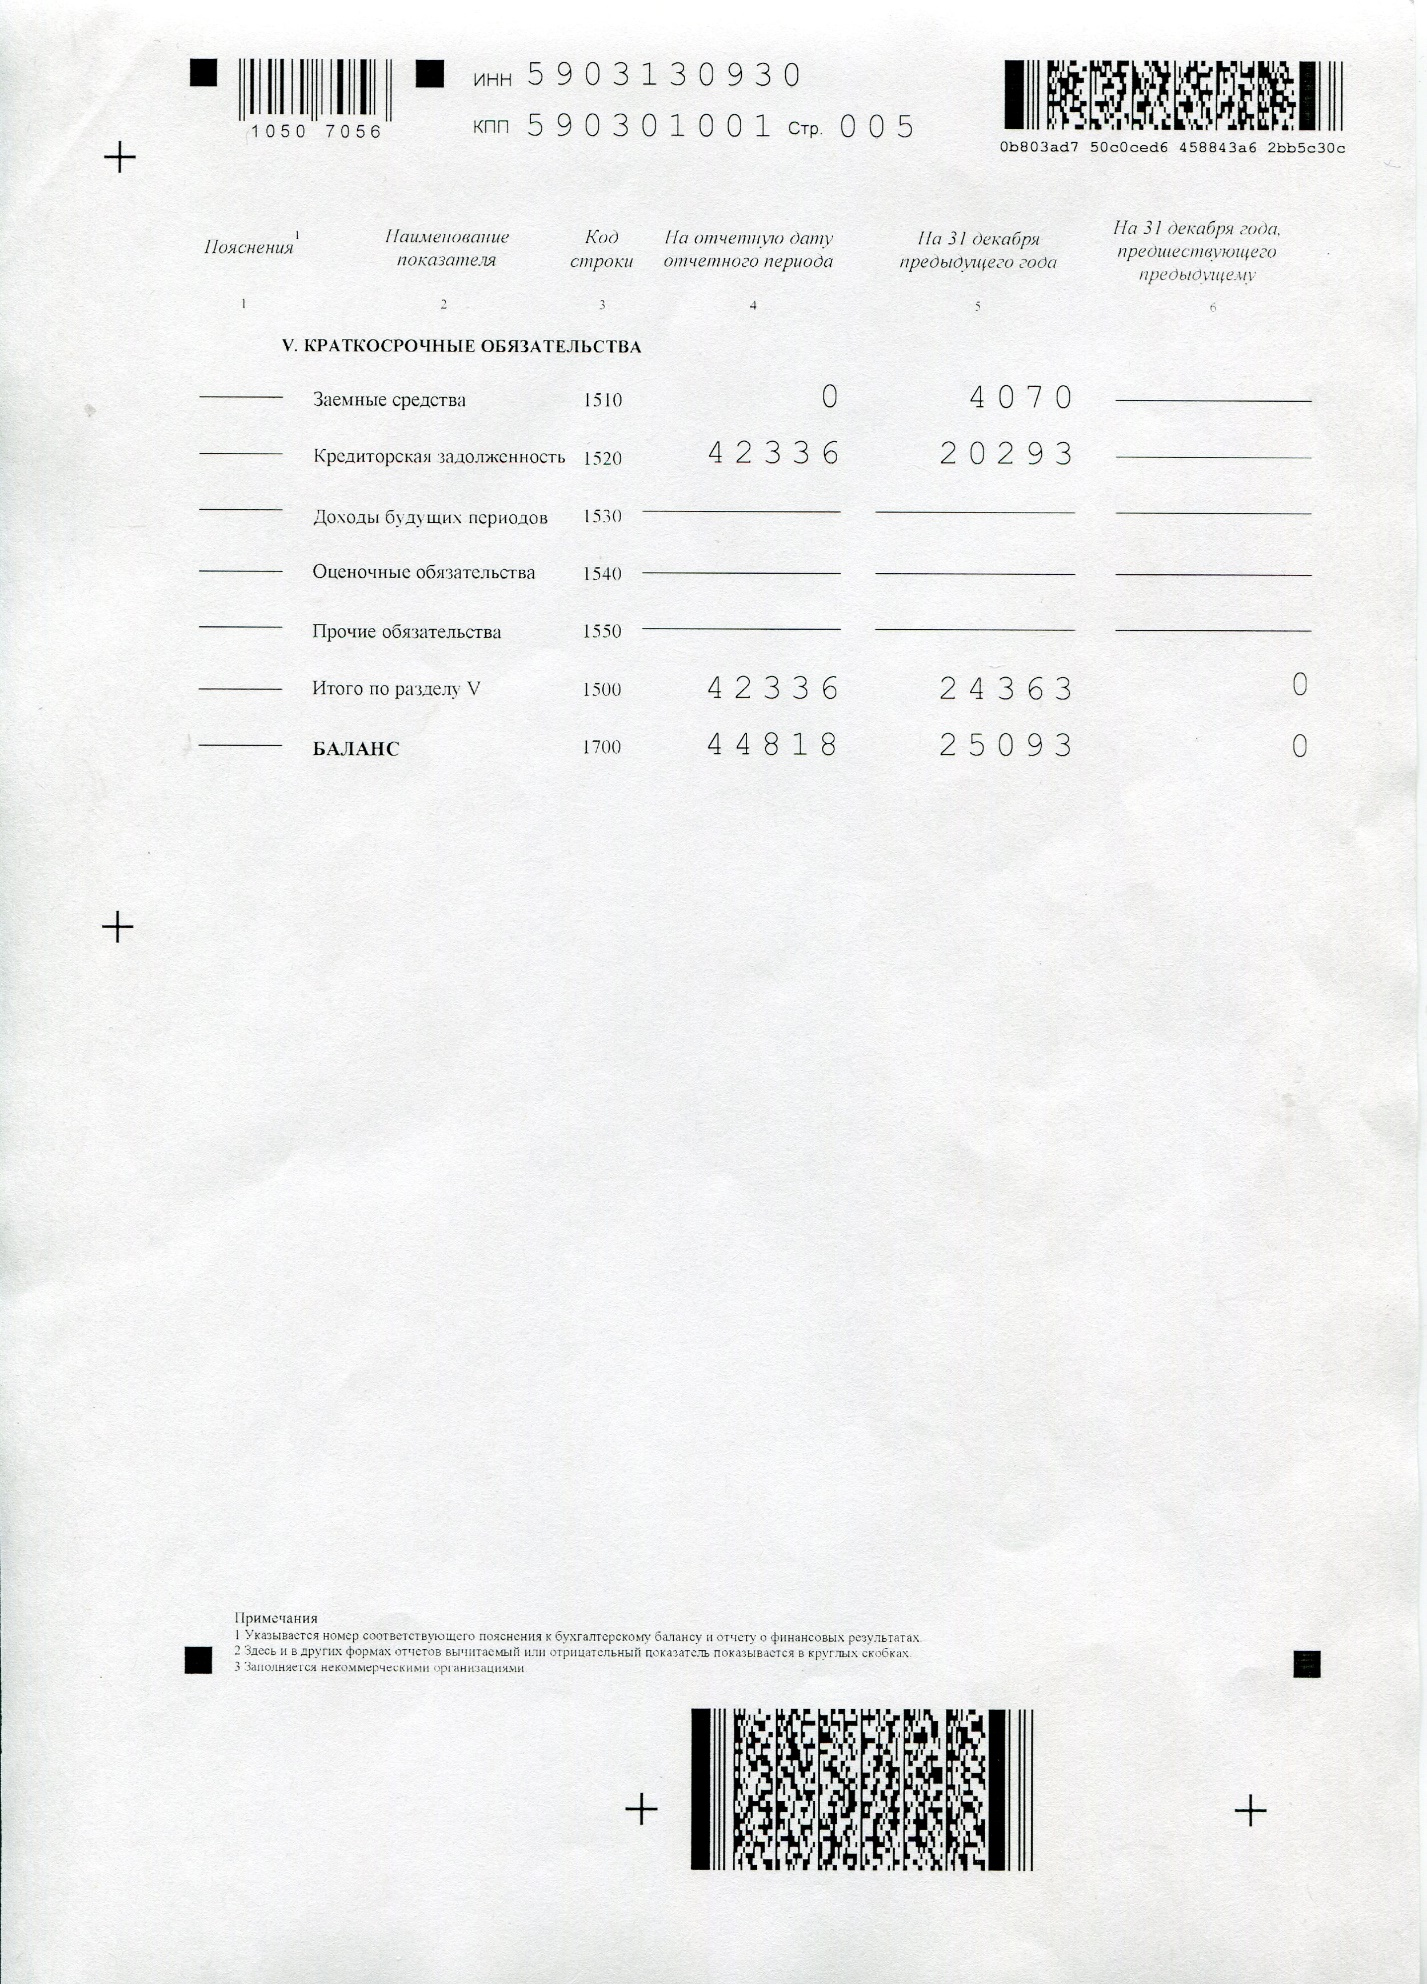 ИНН 5903130930
1050 7056
КПП 590301001 Стр. 005
0b803ad7 50c0ced6 458843a6 2bb5c30c
Пояснения 1 Наименование показателя Код строки На отчетную дату отчетного периода На 31 декабря предыдущего года На 31 декабря года, предшествующего предыдущему
1 2 3 4 5 6
V. КРАТКОСРОЧНЫЕ ОБЯЗАТЕЛЬСТВА
Заемные средства 1510 0 4070
Кредиторская задолженность 1520 42336 20293
Доходы будущих периодов 1530
Оценочные обязательства 1540
Прочие обязательства 1550
Итого по разделу V 1500 42336 24363 0
БАЛАНС 1700 44818 25093 0
Примечания
1 Указывается номер соответствующего пояснения к бухгалтерскому балансу и отчету о финансовых результатах.
2 Здесь и в других формах отчетов вычитаемый или отрицательный показатель показывается в круглых скобках.
3 Заполняется некоммерческими организациями